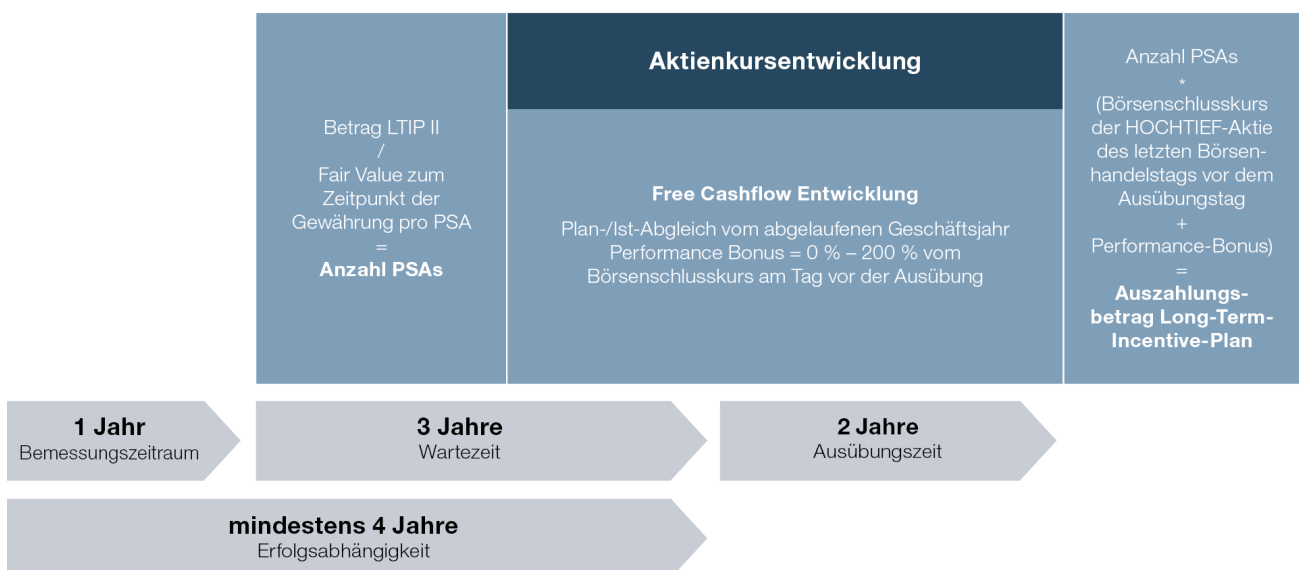 Betrag LTIP II
/
Fair Value zum
Zeitpunkt der
Gewährung pro PSA
=
Anzahl PSAs
Aktienkursentwicklung
Free Cashflow Entwicklung
Plan-/Ist-Abgleich vom abgelaufenen Geschäftsjahr
Performance Bonus = 0 % – 200 % vom
Börsenschlusskurs am Tag vor der Ausübung
Anzahl PSAs
*
(Börsenschlusskurs
der HOCHTIEF-Aktie
des letzten Börsen-
handelstags vor dem
Ausübungstag
+
Performance-Bonus)
=
Auszahlungs-
betrag Long-Term-
Incentive-Plan
1 Jahr
Bemessungszeitraum
3 Jahre
Wartezeit
2 Jahre
Ausübungszeit
mindestens 4 Jahre
Erfolgsabhängigkeit